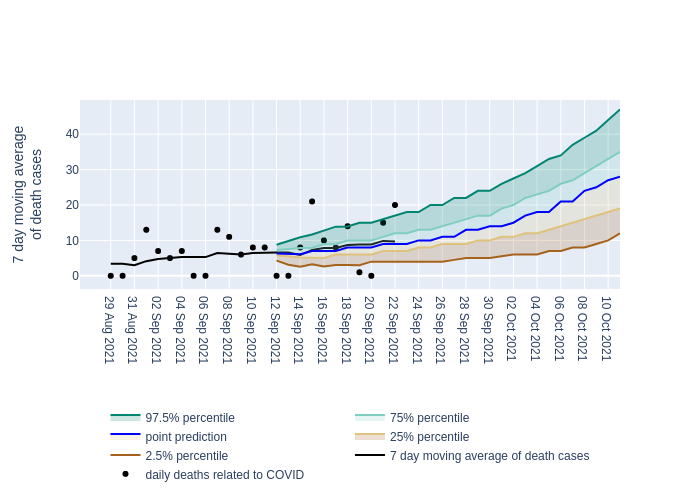 7 day moving average
of death cases
40
30
20
10
0
29 Aug 2021
31 Aug 2021
02 Sep 2021
04 Sep 2021
06 Sep 2021
08 Sep 2021
10 Sep 2021
12 Sep 2021
14 Sep 2021
16 Sep 2021
18 Sep 2021
20 Sep 2021
22 Sep 2021
24 Sep 2021
26 Sep 2021
28 Sep 2021
30 Sep 2021
02 Oct 2021
04 Oct 2021
06 Oct 2021
08 Oct 2021
10 Oct 2021
97.5% percentile
75% percentile
point prediction
25% percentile
2.5% percentile
7 day moving average of death cases
daily deaths related to COVID